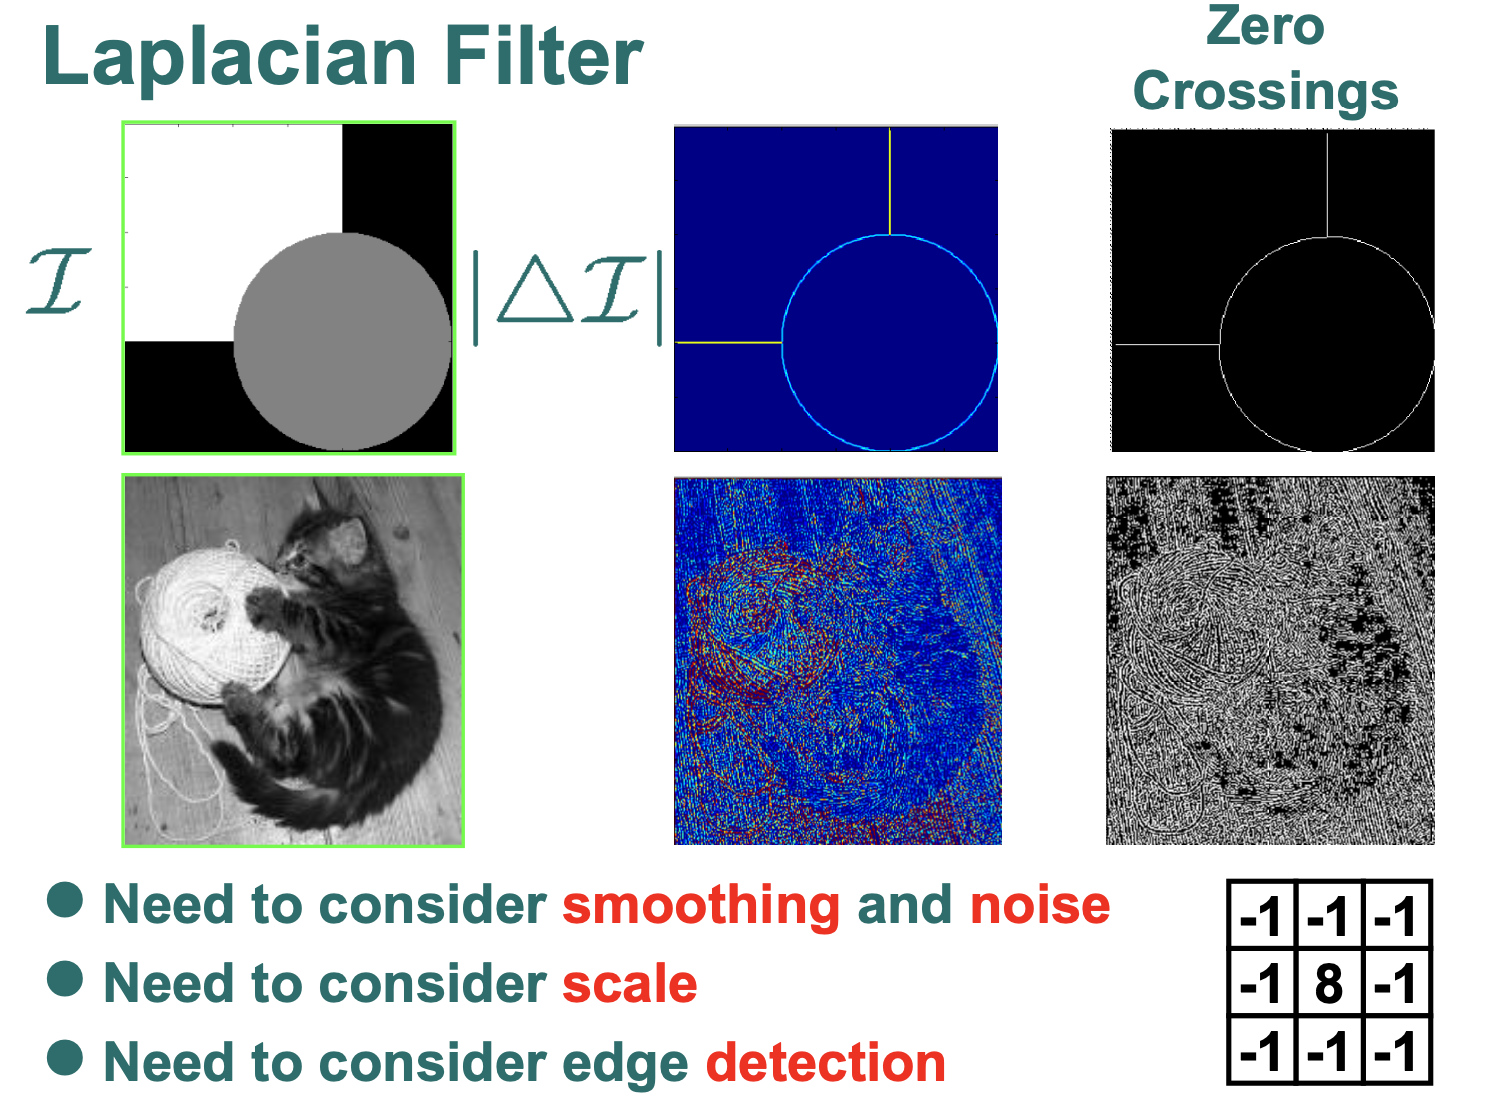 Laplacian Filter
Zero
Crossings
ℐ
|△ℐ|
● Need to consider smoothing and noise
● Need to consider scale
● Need to consider edge detection
-1 -1 -1
-1 8 -1
-1 -1 -1